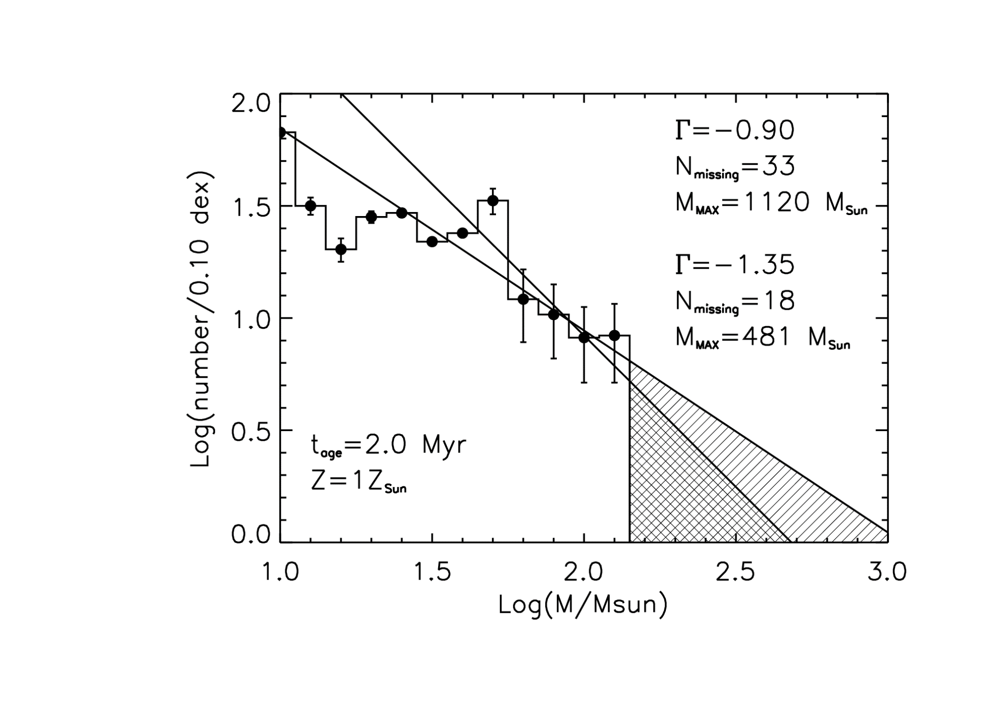 2.0
1.5
1.0
0.5
0.0
Log(number/0.10 dex)
Γ=−0.90
Nmissing=33
MMAX=1120 MSun
Γ=−1.35
Nmissing=18
MMAX=481 MSun
tage=2.0 Myr
Z=1ZSun
1.0 1.5 2.0 2.5 3.0
Log(M/Msun)